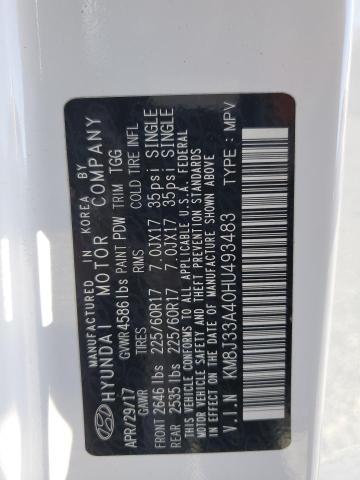 MANUFACTURED IN KOREA BY
HYUNDAI MOTOR COMPANY
APR/29/17 GVWR 4586 lbs PAINT PDW TRIM TGG
GAWR TIRES RIMS COLD TIRE INFL
FRONT 2646 lbs 225/60R17 7.0JX17 35psi SINGLE
REAR 2535 lbs 225/60R17 7.0JX17 35psi SINGLE
THIS VEHICLE CONFORMS TO ALL APPLICABLE U.S.A. FEDERAL
MOTOR VEHICLE SAFETY AND THEFT PREVENTION STANDARDS
IN EFFECT ON THE DATE OF MANUFACTURE SHOWN ABOVE.
V I N : KM8J33A40HU493483 TYPE : MPV